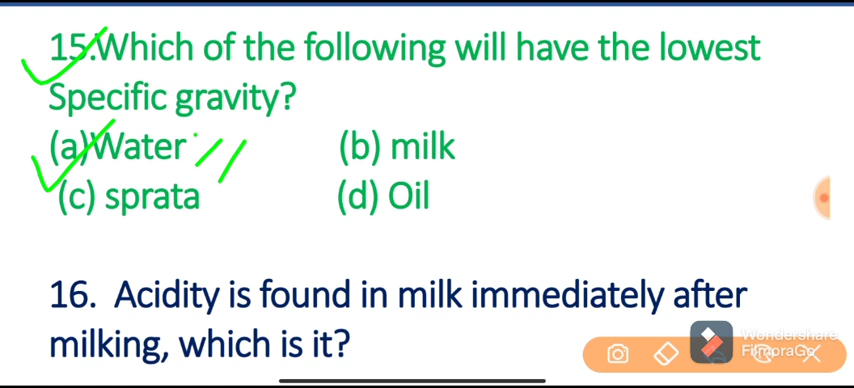 15.Which of the following will have the lowest
Specific gravity?
(a)Water (b) milk
(c) sprata (d) Oil
16. Acidity is found in milk immediately after
milking, which is it?
Wondershare
FilmoraGo